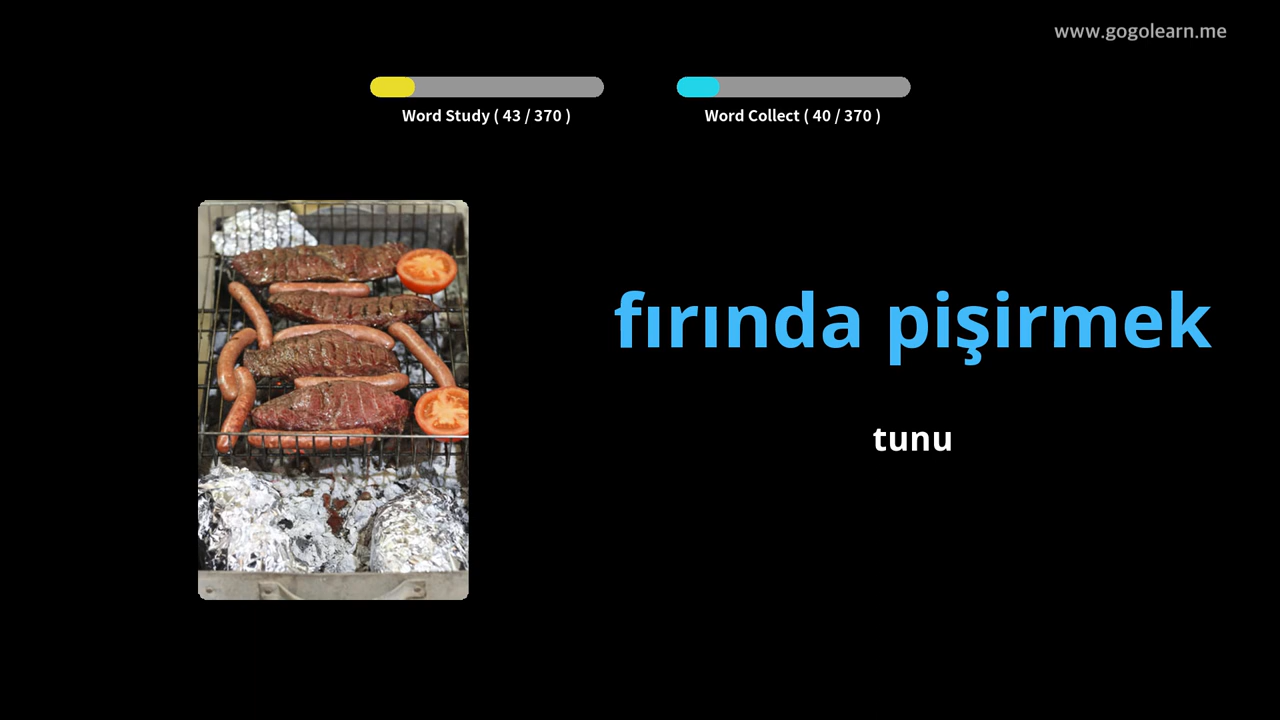 www.gogolearn.me
Word Study ( 43 / 370 )
Word Collect ( 40 / 370 )
fırında pişirmek
tunu